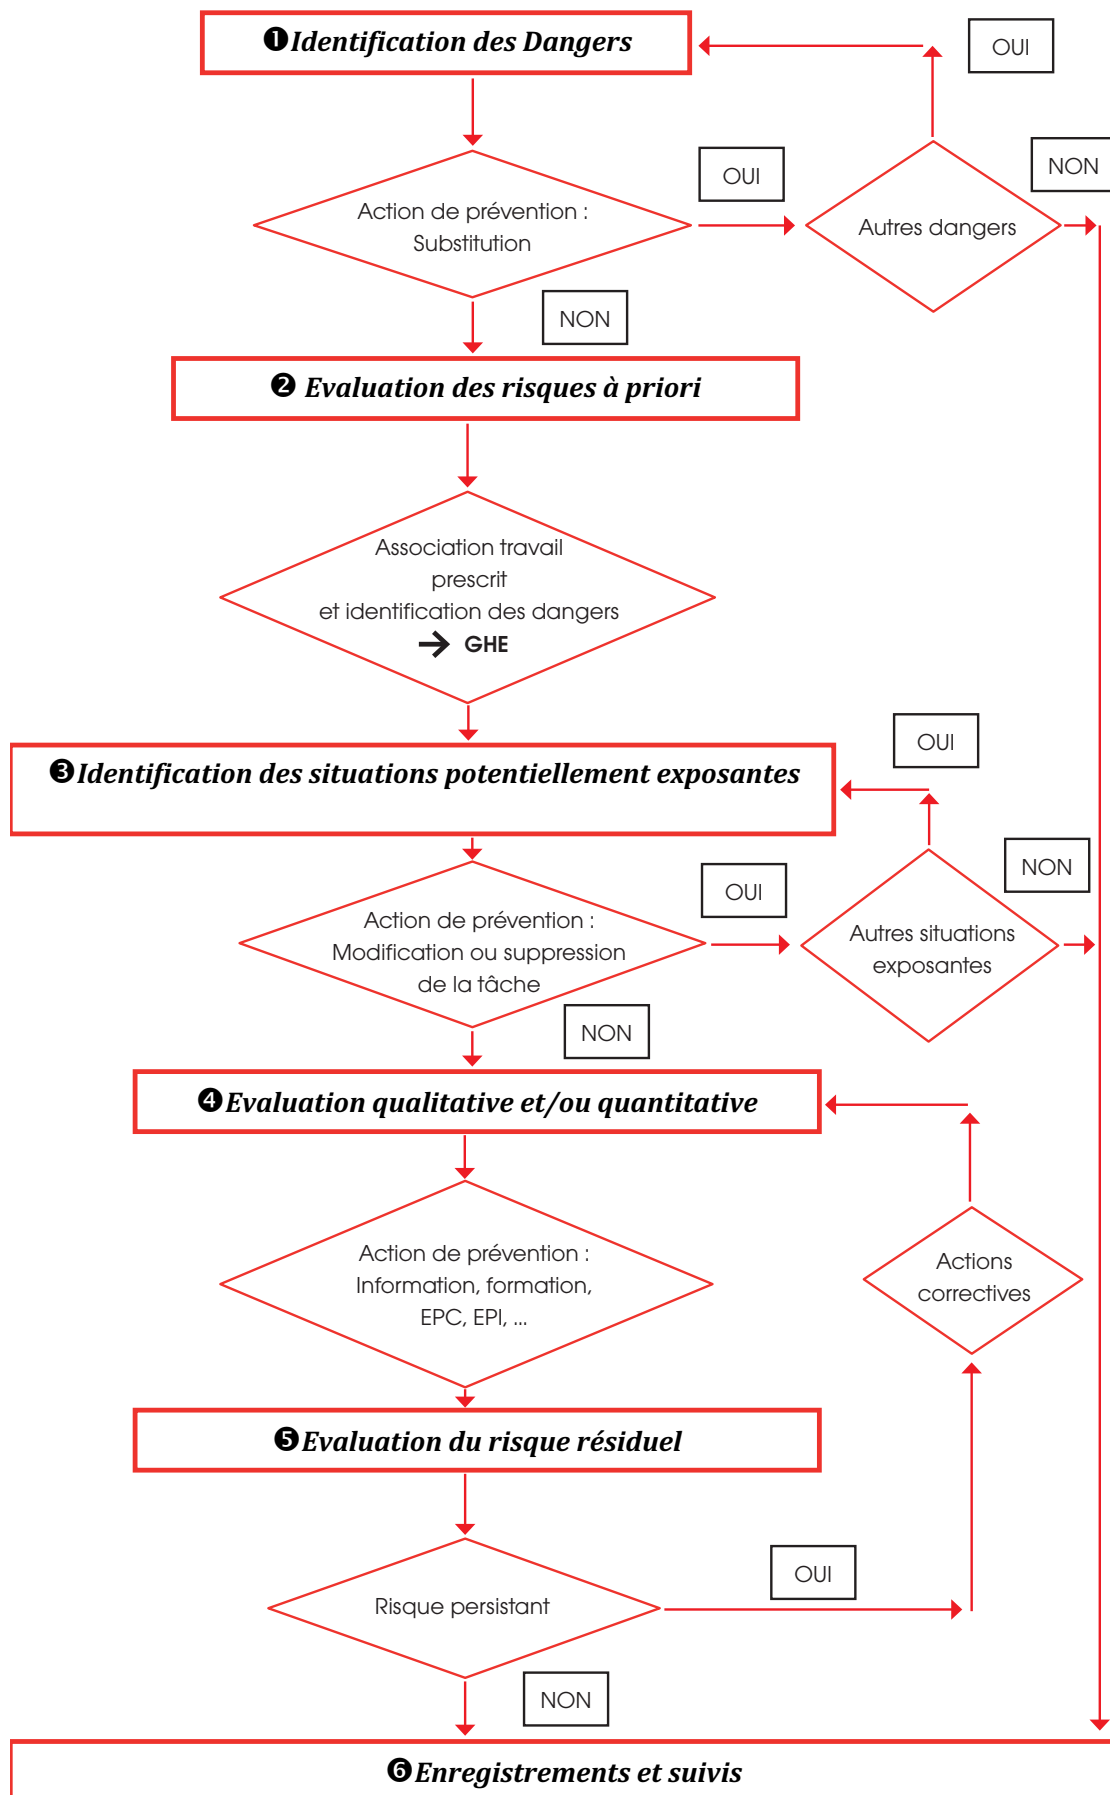 ❶Identification des Dangers
OUI
OUI
NON
Action de prévention :
Substitution
Autres dangers
NON
❷ Evaluation des risques à priori
Association travail
prescrit
et identification des dangers
→ GHE
OUI
❸Identification des situations potentiellement exposantes
OUI
NON
Action de prévention :
Modification ou suppression
de la tâche
Autres situations
exposantes
NON
❹Evaluation qualitative et/ou quantitative
Action de prévention :
Information, formation,
EPC, EPI, ...
Actions
correctives
❺Evaluation du risque résiduel
OUI
Risque persistant
NON
❻Enregistrements et suivis